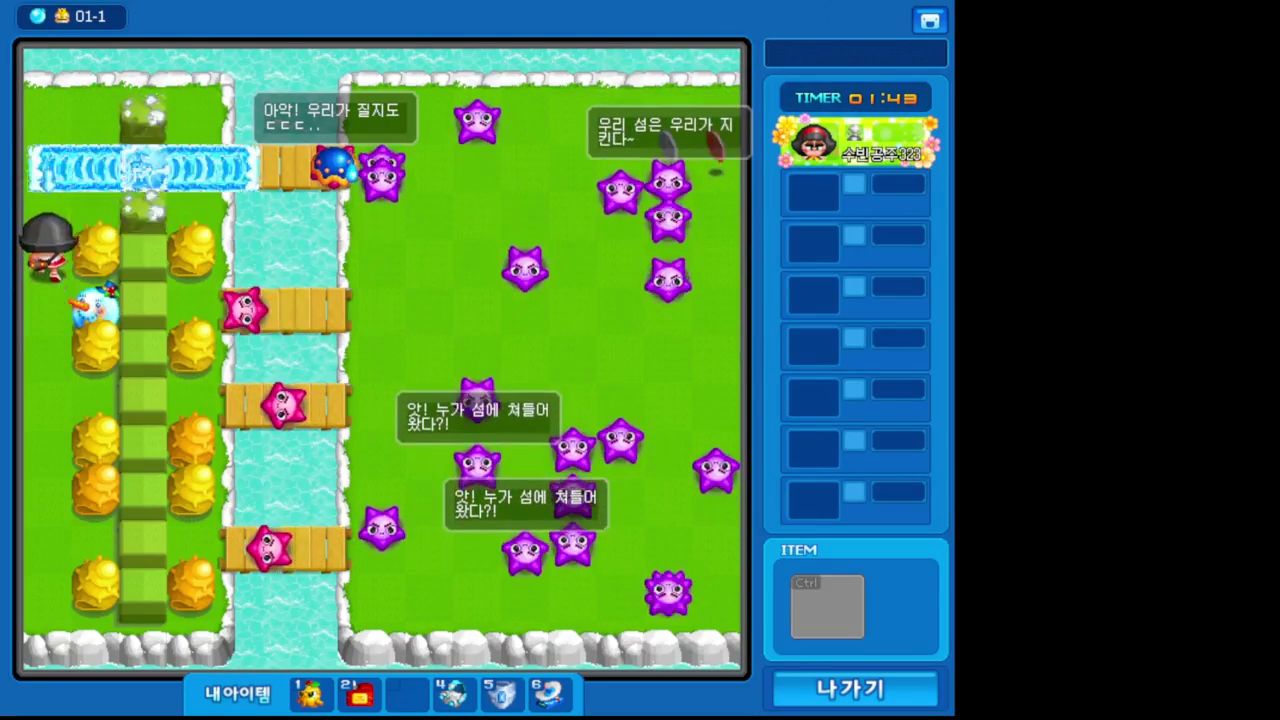 01-1
아악! 우리가 질지도
ㄷㄷㄷ..
우리 섬은 우리가 지
킨다~
TIMER 01:43
수빈공주323
앗! 누가 섬에 쳐들어
왔다?!
앗! 누가 섬에 쳐들어
왔다?!
ITEM
Ctrl
내아이템 1 21 4 5 6
나가기